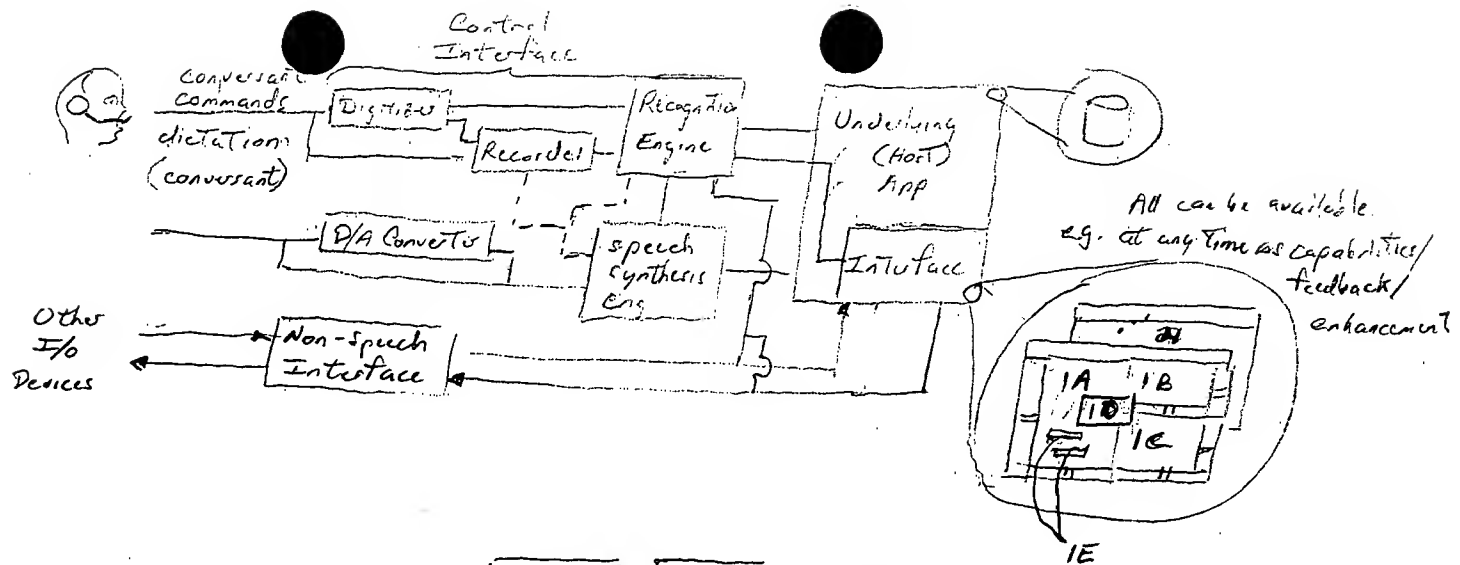 Control
Interface
conversant
commands
dictation
(conversant)
Digitizer
Recorder
Recognition
Engine
Underlying
(Host)
App
D/A Converter
speech
synthesis
Eng
Interface
All can be available
e.g. at any Time as capabilities/
feedback/
enhancement
Other
I/O
Devices
Non-Speech
Interface
1A
1B
1D
1C
1E